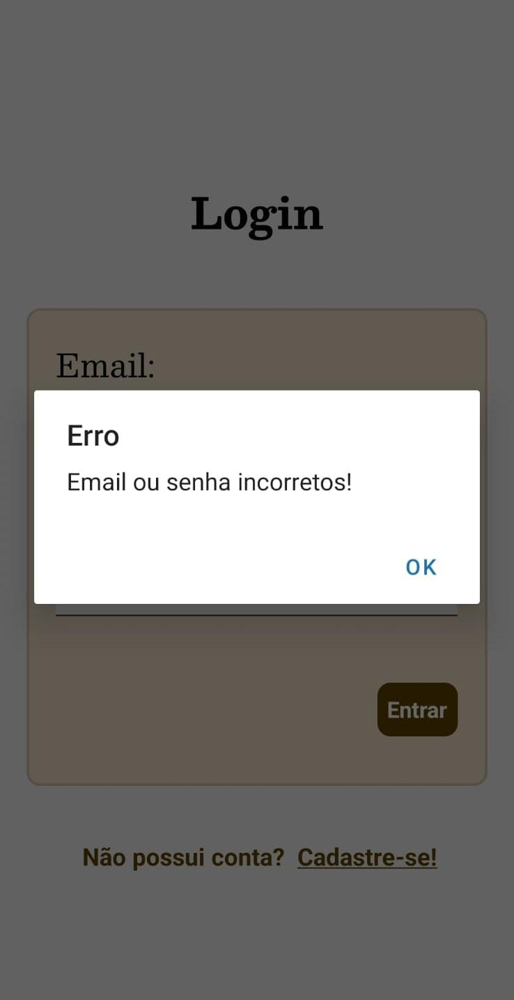 Login
Email:
Erro
Email ou senha incorretos!
OK
Entrar
Não possui conta? Cadastre-se!